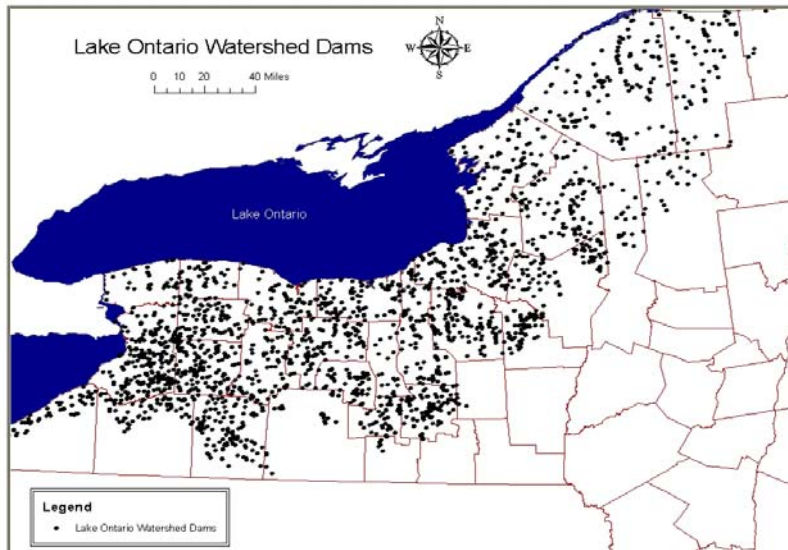 Lake Ontario Watershed Dams
N
W E
S
0 10 20 40 Miles
Lake Ontario
Legend
Lake Ontario Watershed Dams